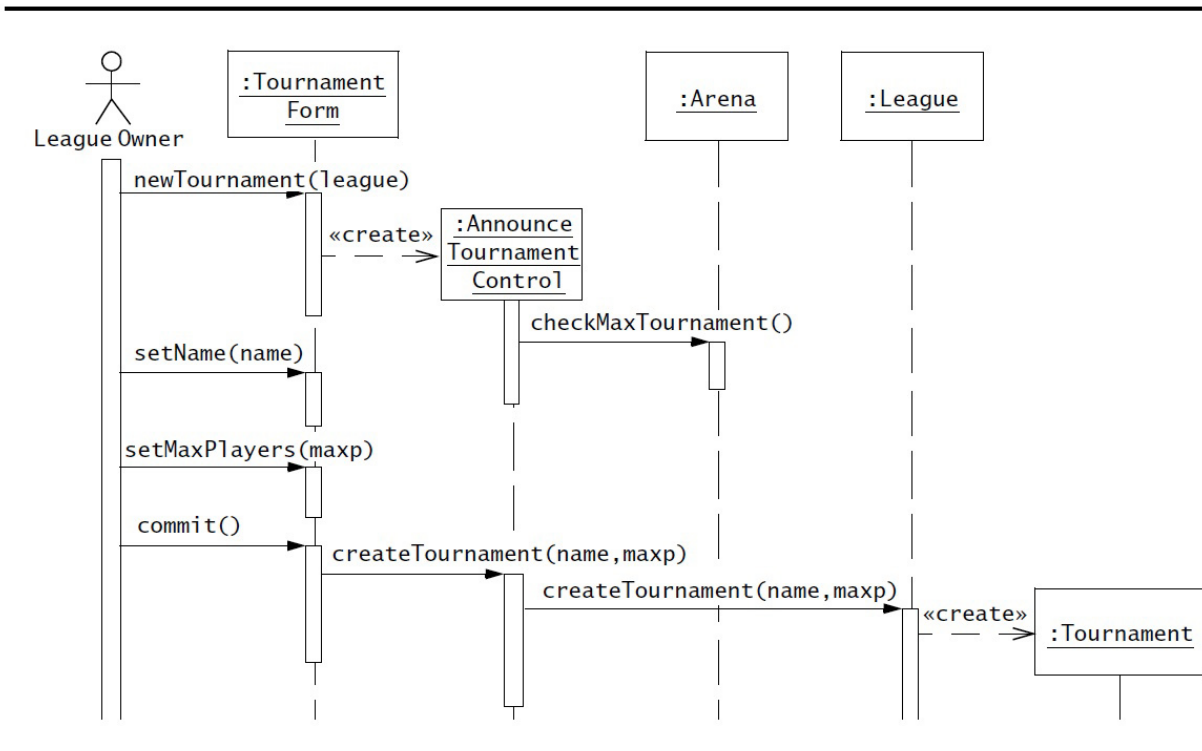 :Tournament
Form
:Arena
:League
League Owner
newTournament(league)
:Announce
Tournament
Control
«create»
checkMaxTournament()
setName(name)
setMaxPlayers(maxp)
commit()
createTournament(name,maxp)
createTournament(name,maxp)
«create»
:Tournament